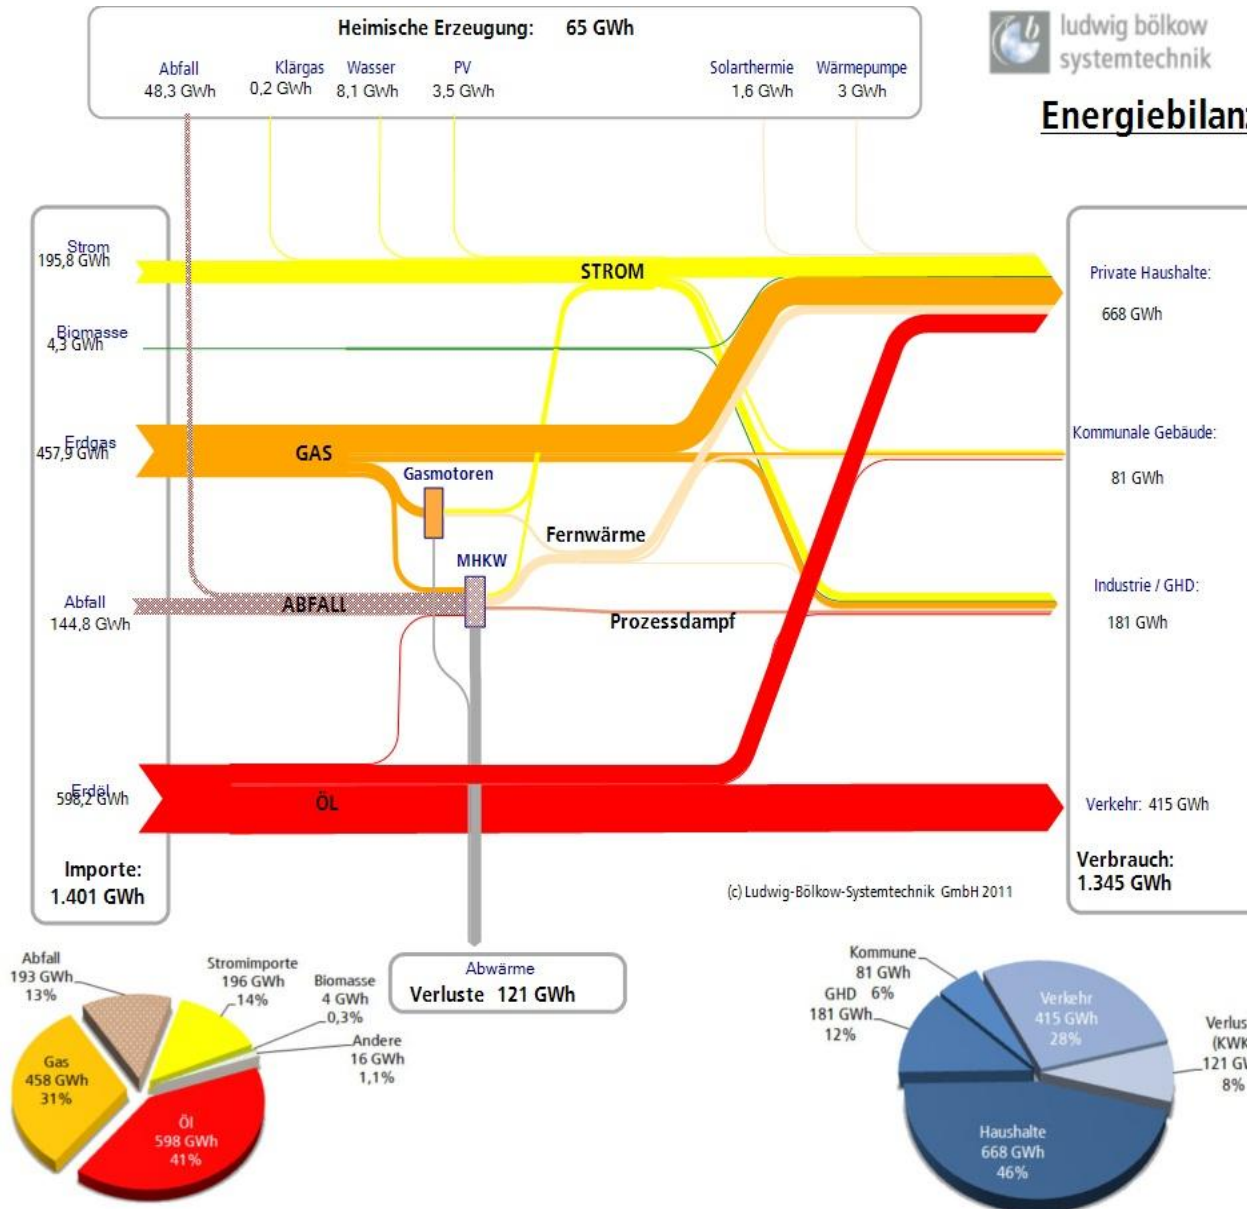 Heimische Erzeugung: 65 GWh
Abfall
48,3 GWh
Klärgas
0,2 GWh
Wasser
8,1 GWh
PV
3,5 GWh
Solarthermie
1,6 GWh
Wärmepumpe
3 GWh
b
ludwig bölkow
systemtechnik
Energiebilanz
Strom
195,8 GWh
Biomasse
4,3 GWh
Erdgas
457,9 GWh
Abfall
144,8 GWh
Erdöl
598,2 GWh
Importe:
1.401 GWh
STROM
GAS
Gasmotoren
MHKW
Fernwärme
ABFALL
Prozessdampf
ÖL
Private Haushalte:
668 GWh
Kommunale Gebäude:
81 GWh
Industrie / GHD:
181 GWh
Verkehr: 415 GWh
Verbrauch:
1.345 GWh
(c) Ludwig-Bölkow-Systemtechnik GmbH 2011
Abwärme
Verluste 121 GWh
Abfall
193 GWh
13%
Stromimporte
196 GWh
14%
Biomasse
4 GWh
0,3%
Andere
16 GWh
1,1%
Gas
458 GWh
31%
Öl
598 GWh
41%
Kommune
81 GWh
6%
GHD
181 GWh
12%
Verkehr
415 GWh
28%
Verlus
(KWK
121 GW
8%
Haushalte
668 GWh
46%